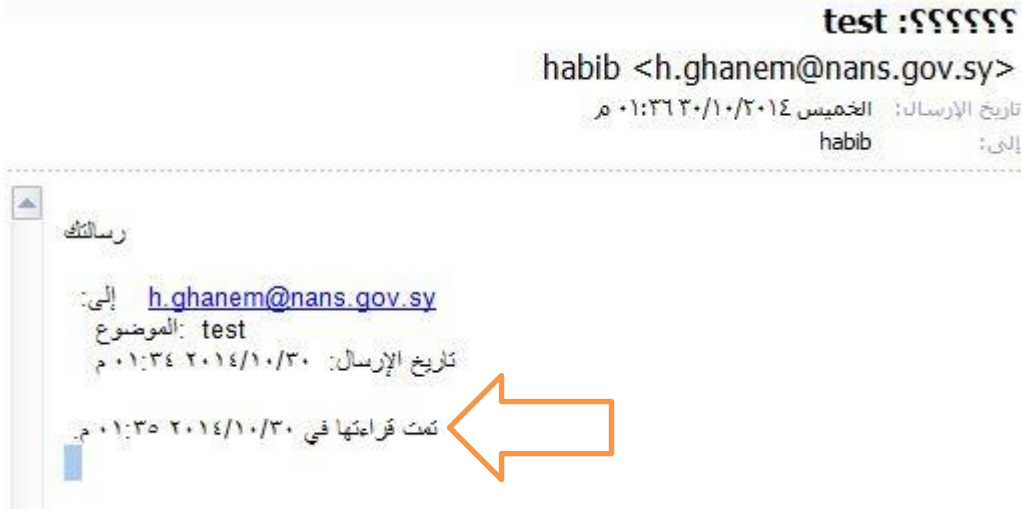 ؟؟؟؟؟؟: test
habib <h.ghanem@nans.gov.sy>
تاريخ الإرسال: الخميس ٣٠/١٠/٢٠١٤ ٠١:٣٦ م
إلى: habib
رسالتك
إلى: h.ghanem@nans.gov.sy
الموضوع: test
تاريخ الإرسال: ٢٠١٤/١٠/٣٠ ٠١:٣٤ م
تمت قراءتها في ٢٠١٤/١٠/٣٠ ٠١:٣٥ م.